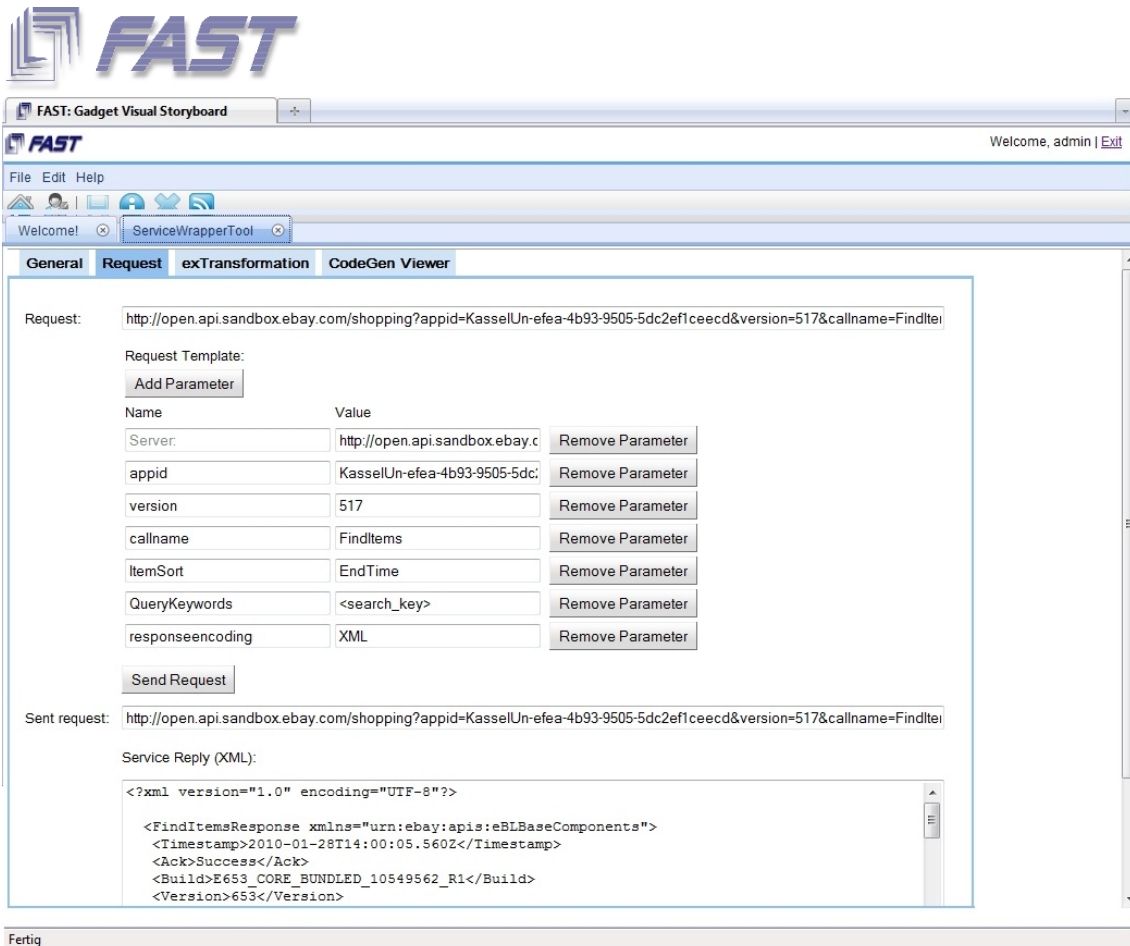 FAST
FAST: Gadget Visual Storyboard
FAST
Welcome, admin | Exit
File Edit Help
Welcome! ServiceWrapperTool
General Request exTransformation CodeGen Viewer
Request: http://open.api.sandbox.ebay.com/shopping?appid=KasselUn-efea-4b93-9505-5dc2ef1ceecd&version=517&callname=FindIter
Request Template:
Add Parameter
Name Value
Server: http://open.api.sandbox.ebay.c Remove Parameter
appid KasselUn-efea-4b93-9505-5dc2 Remove Parameter
version 517 Remove Parameter
callname FindItems Remove Parameter
ItemSort EndTime Remove Parameter
QueryKeywords <search_key> Remove Parameter
responseencoding XML Remove Parameter
Send Request
Sent request: http://open.api.sandbox.ebay.com/shopping?appid=KasselUn-efea-4b93-9505-5dc2ef1ceecd&version=517&callname=FindIter
Service Reply (XML):
<?xml version="1.0" encoding="UTF-8"?>
<FindItemsResponse xmlns="urn:ebay:apis:eBLBaseComponents">
<Timestamp>2010-01-28T14:00:05.560Z</Timestamp>
<Ack>Success</Ack>
<Build>E653_CORE_BUNDLED_10549562_R1</Build>
<Version>653</Version>
Fertig